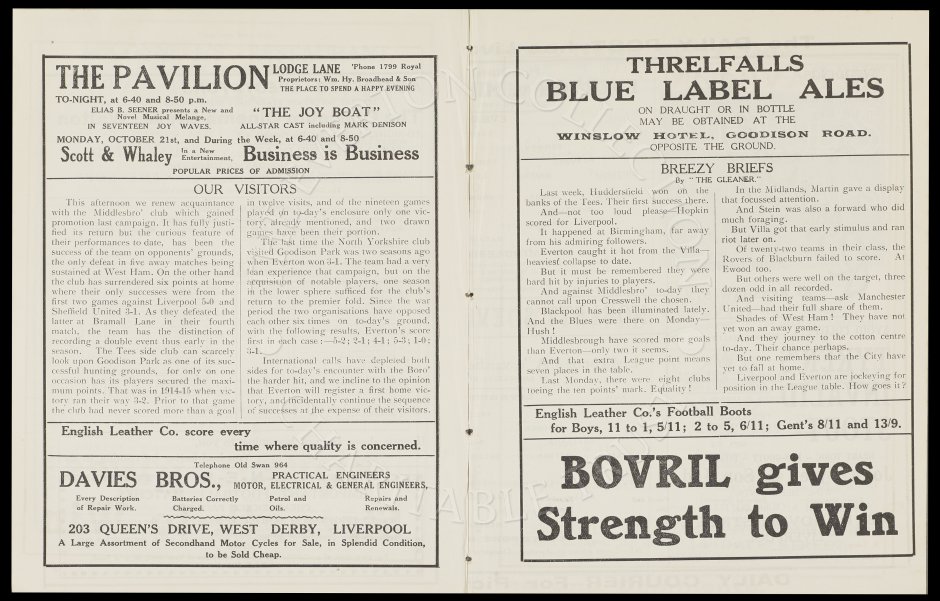 THE PAVILION LODGE LANE 'Phone 1799 Royal
Proprietors: Wm. Hy. Broadhead & Son
THE PLACE TO SPEND A HAPPY EVENING
TO-NIGHT, at 6-40 and 8-50 p.m.
ELIAS B. SEENER presents a New and
Novel Musical Melange,
IN SEVENTEEN JOY WAVES.
"THE JOY BOAT"
ALL-STAR CAST including MARK DENISON
MONDAY, OCTOBER 21st, and During the Week, at 6-40 and 8-50
Scott & Whaley In a New Entertainment, Business is Business
POPULAR PRICES OF ADMISSION
OUR VISITORS
This afternoon we renew acquaintance
with the Middlesbro' club which gained
promotion last campaign. It has fully just-
ified its return but the curious feature of
their performances to date, has been the
success of the team on opponents' grounds,
the only defeat in five away matches being
sustained at West Ham. On the other hand
the club has surrendered six points at home
where their only successes were from the
first two games against Liverpool 5-0 and
Sheffield United 3-1. As they defeated the
latter at Bramall Lane in their fourth
match, the team has the distinction of
recording a double event thus early in the
season. The Tees side club can scarcely
look upon Goodison Park as one of its suc-
cessful hunting grounds, for only on one
occasion has its players secured the maxi-
mum points. That was in 1914-15 when vic-
tory ran their way 3-2. Prior to that game
the club had never scored more than a goal
in twelve visits, and of the nineteen games
played on to-day's enclosure only one vic-
tory, already mentioned, and two drawn
games have been their portion.
The last time the North Yorkshire club
visited Goodison Park was two seasons ago
when Everton won 3-1. The team had a very
lean experience that campaign, but on the
acquisition of notable players, one season
in the lower sphere sufficed for the club's
return to the premier fold. Since the war
period the two organisations have opposed
each other six times on to-day's ground,
with the following results, Everton's score
first in each case:—5-2; 2-1; 4-1; 5-3; 1-0;
3-1.
International calls have depleted both
sides for to-day's encounter with the Boro'
the harder hit, and we incline to the opinion
that Everton will register a first home vic-
tory, and incidentally continue the sequence
of successes at the expense of their visitors.
English Leather Co. score every
time where quality is concerned.
Telephone Old Swan 964
DAVIES BROS., PRACTICAL ENGINEERS
MOTOR, ELECTRICAL & GENERAL ENGINEERS,
Every Description of Repair Work.
Batteries Correctly Charged.
Petrol and Oils.
Repairs and Renewals.
203 QUEEN'S DRIVE, WEST DERBY, LIVERPOOL
A Large Assortment of Secondhand Motor Cycles for Sale, in Splendid Condition,
to be Sold Cheap.
THRELFALLS
BLUE LABEL ALES
ON DRAUGHT OR IN BOTTLE
MAY BE OBTAINED AT THE
WINSLOW HOTEL, GOODISON ROAD.
OPPOSITE THE GROUND.
BREEZY BRIEFS
By "THE GLEANER."
Last week, Huddersfield won on the
banks of the Tees. Their first success there.
And—not too loud please—Hopkin
scored for Liverpool.
It happened at Birmingham, far away
from his admiring followers.
Everton caught it hot from the Villa—
heaviest collapse to date.
But it must be remembered they were
hard hit by injuries to players.
And against Middlesbro' to-day they
cannot call upon Cresswell the chosen.
Blackpool has been illuminated lately.
And the Blues were there on Monday—
Hush!
Middlesbrough have scored more goals
than Everton—only two it seems.
And that extra League point means
seven places in the table.
Last Monday, there were eight clubs
toeing the ten points' mark. Equality!
In the Midlands, Martin gave a display
that focussed attention.
And Stein was also a forward who did
much foraging.
But Villa got that early stimulus and ran
riot later on.
Of twenty-two teams in their class, the
Rovers of Blackburn failed to score. At
Ewood too.
But others were well on the target, three
dozen odd in all recorded.
And visiting teams—ask Manchester
United—had their full share of them.
Shades of West Ham! They have not
yet won an away game.
And they journey to the cotton centre
to-day. Their chance perhaps.
But one remembers that the City have
yet to fall at home.
Liverpool and Everton are jockeying for
position in the League table. How goes it?
English Leather Co.'s Football Boots
for Boys, 11 to 1, 5/11; 2 to 5, 6/11; Gent's 8/11 and 13/9.
BOVRIL gives
Strength to Win